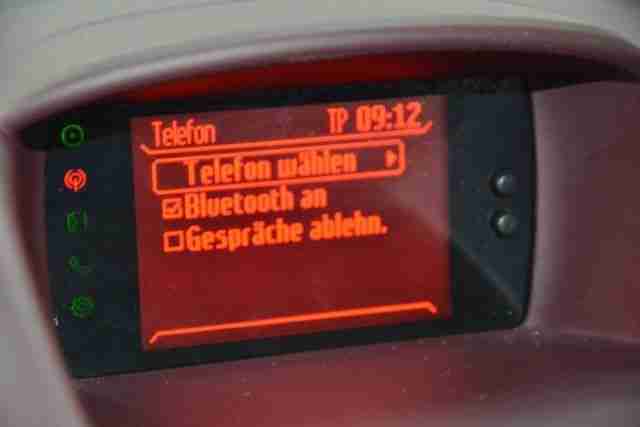 Telefon TP 09:12
Telefon wählen
Bluetooth an
Gespräche ablehn.